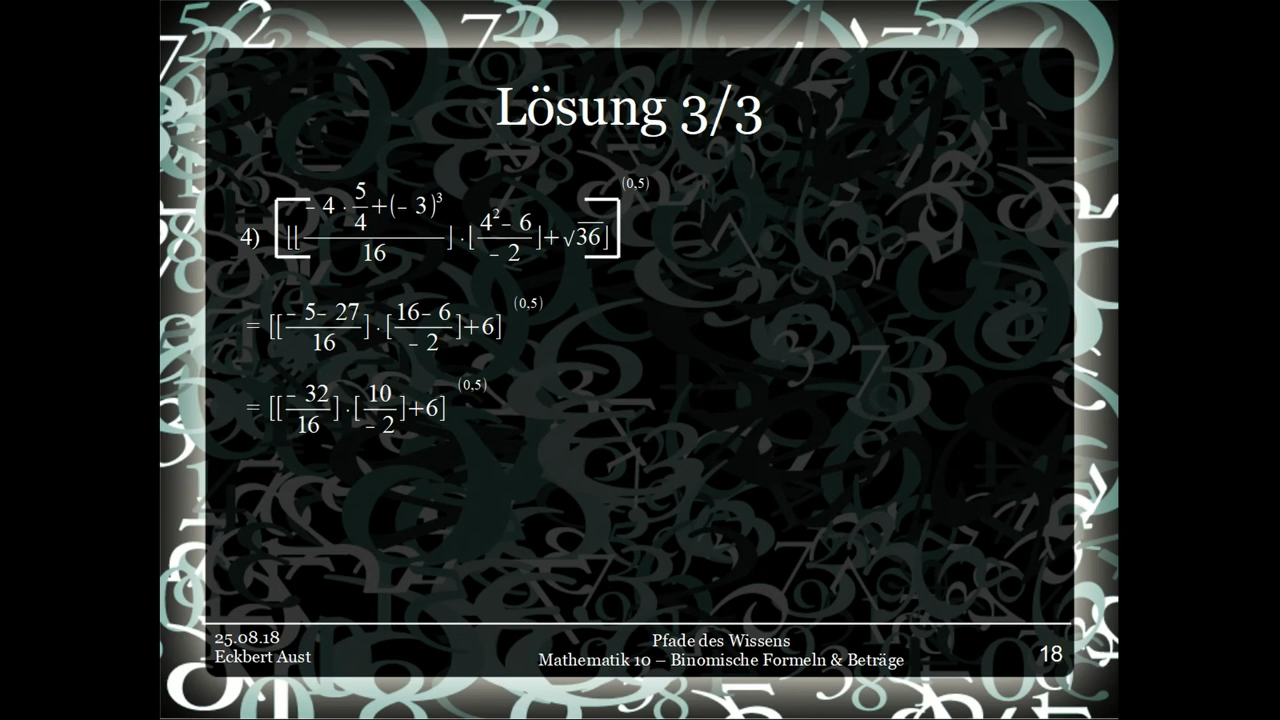 Lösung 3/3
4) [[[(– 4 · 5/4 + (– 3)³)/16] · [(4² – 6)/(– 2)] + √36]]^(0,5)
= [[(– 5 – 27)/16] · [(16 – 6)/(– 2)] + 6]^(0,5)
= [[(– 32)/16] · [10/(– 2)] + 6]^(0,5)
25.08.18
Eckbert Aust
Pfade des Wissens
Mathematik 10 – Binomische Formeln & Beträge
18